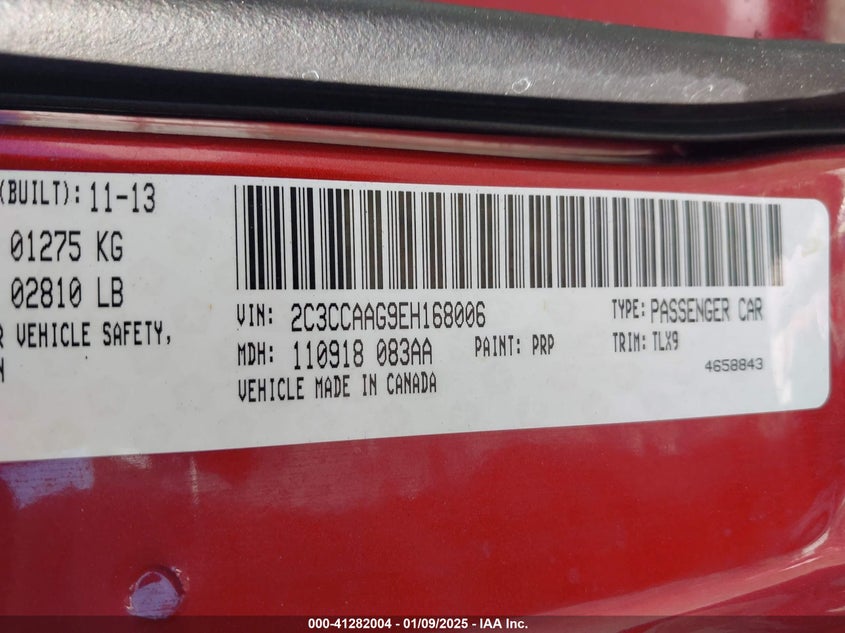 (BUILT): 11-13
01275 KG
02810 LB
VEHICLE SAFETY,
VIN: 2C3CCAAG9EH168006
TYPE: PASSENGER CAR
MDH: 110918 083AA
PAINT: PRP
TRIM: TLX9
VEHICLE MADE IN CANADA
4658843
000-41282004 | 01/09/2025 | IAA Inc.